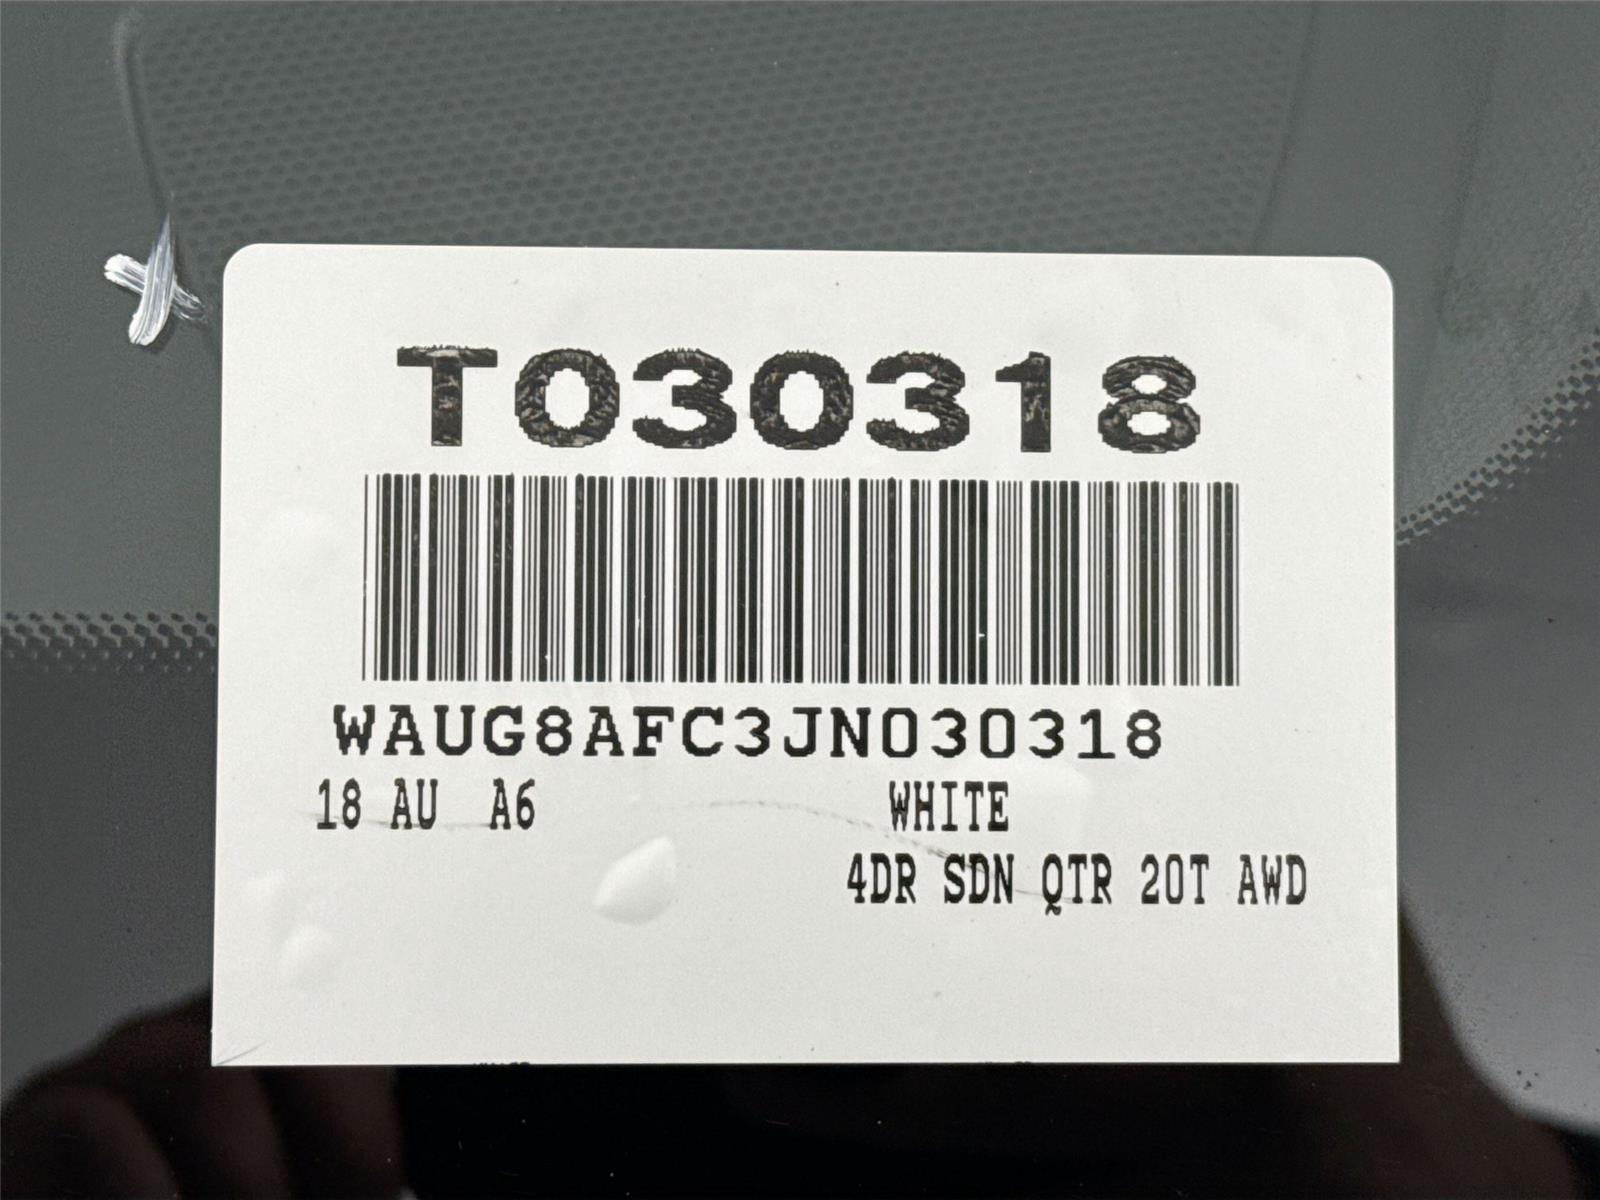 T030318
WAUG8AFC3JN030318
18 AU A6 WHITE
4DR SDN QTR 20T AWD